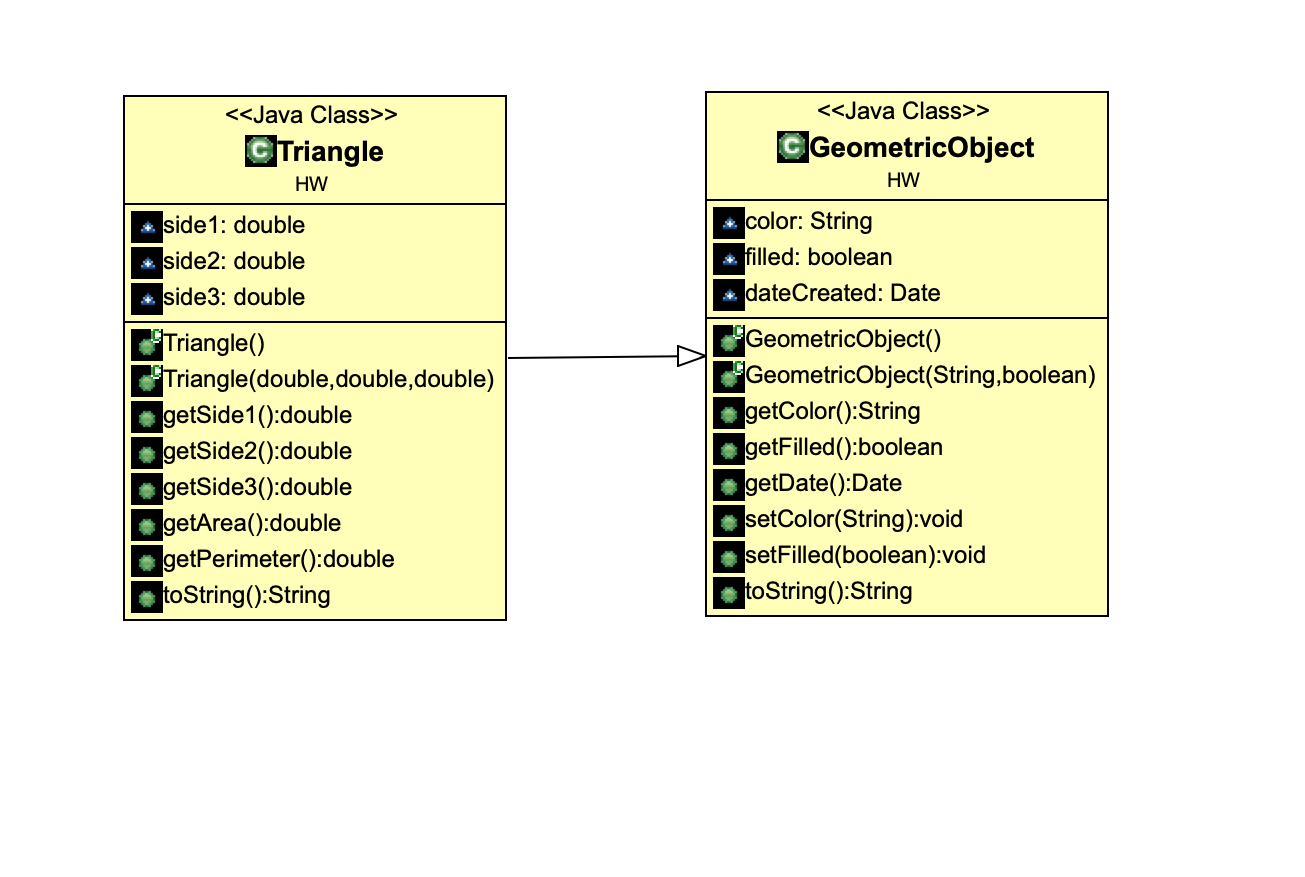 <<Java Class>>
Triangle
HW
side1: double
side2: double
side3: double
Triangle()
Triangle(double,double,double)
getSide1():double
getSide2():double
getSide3():double
getArea():double
getPerimeter():double
toString():String
<<Java Class>>
GeometricObject
HW
color: String
filled: boolean
dateCreated: Date
GeometricObject()
GeometricObject(String,boolean)
getColor():String
getFilled():boolean
getDate():Date
setColor(String):void
setFilled(boolean):void
toString():String